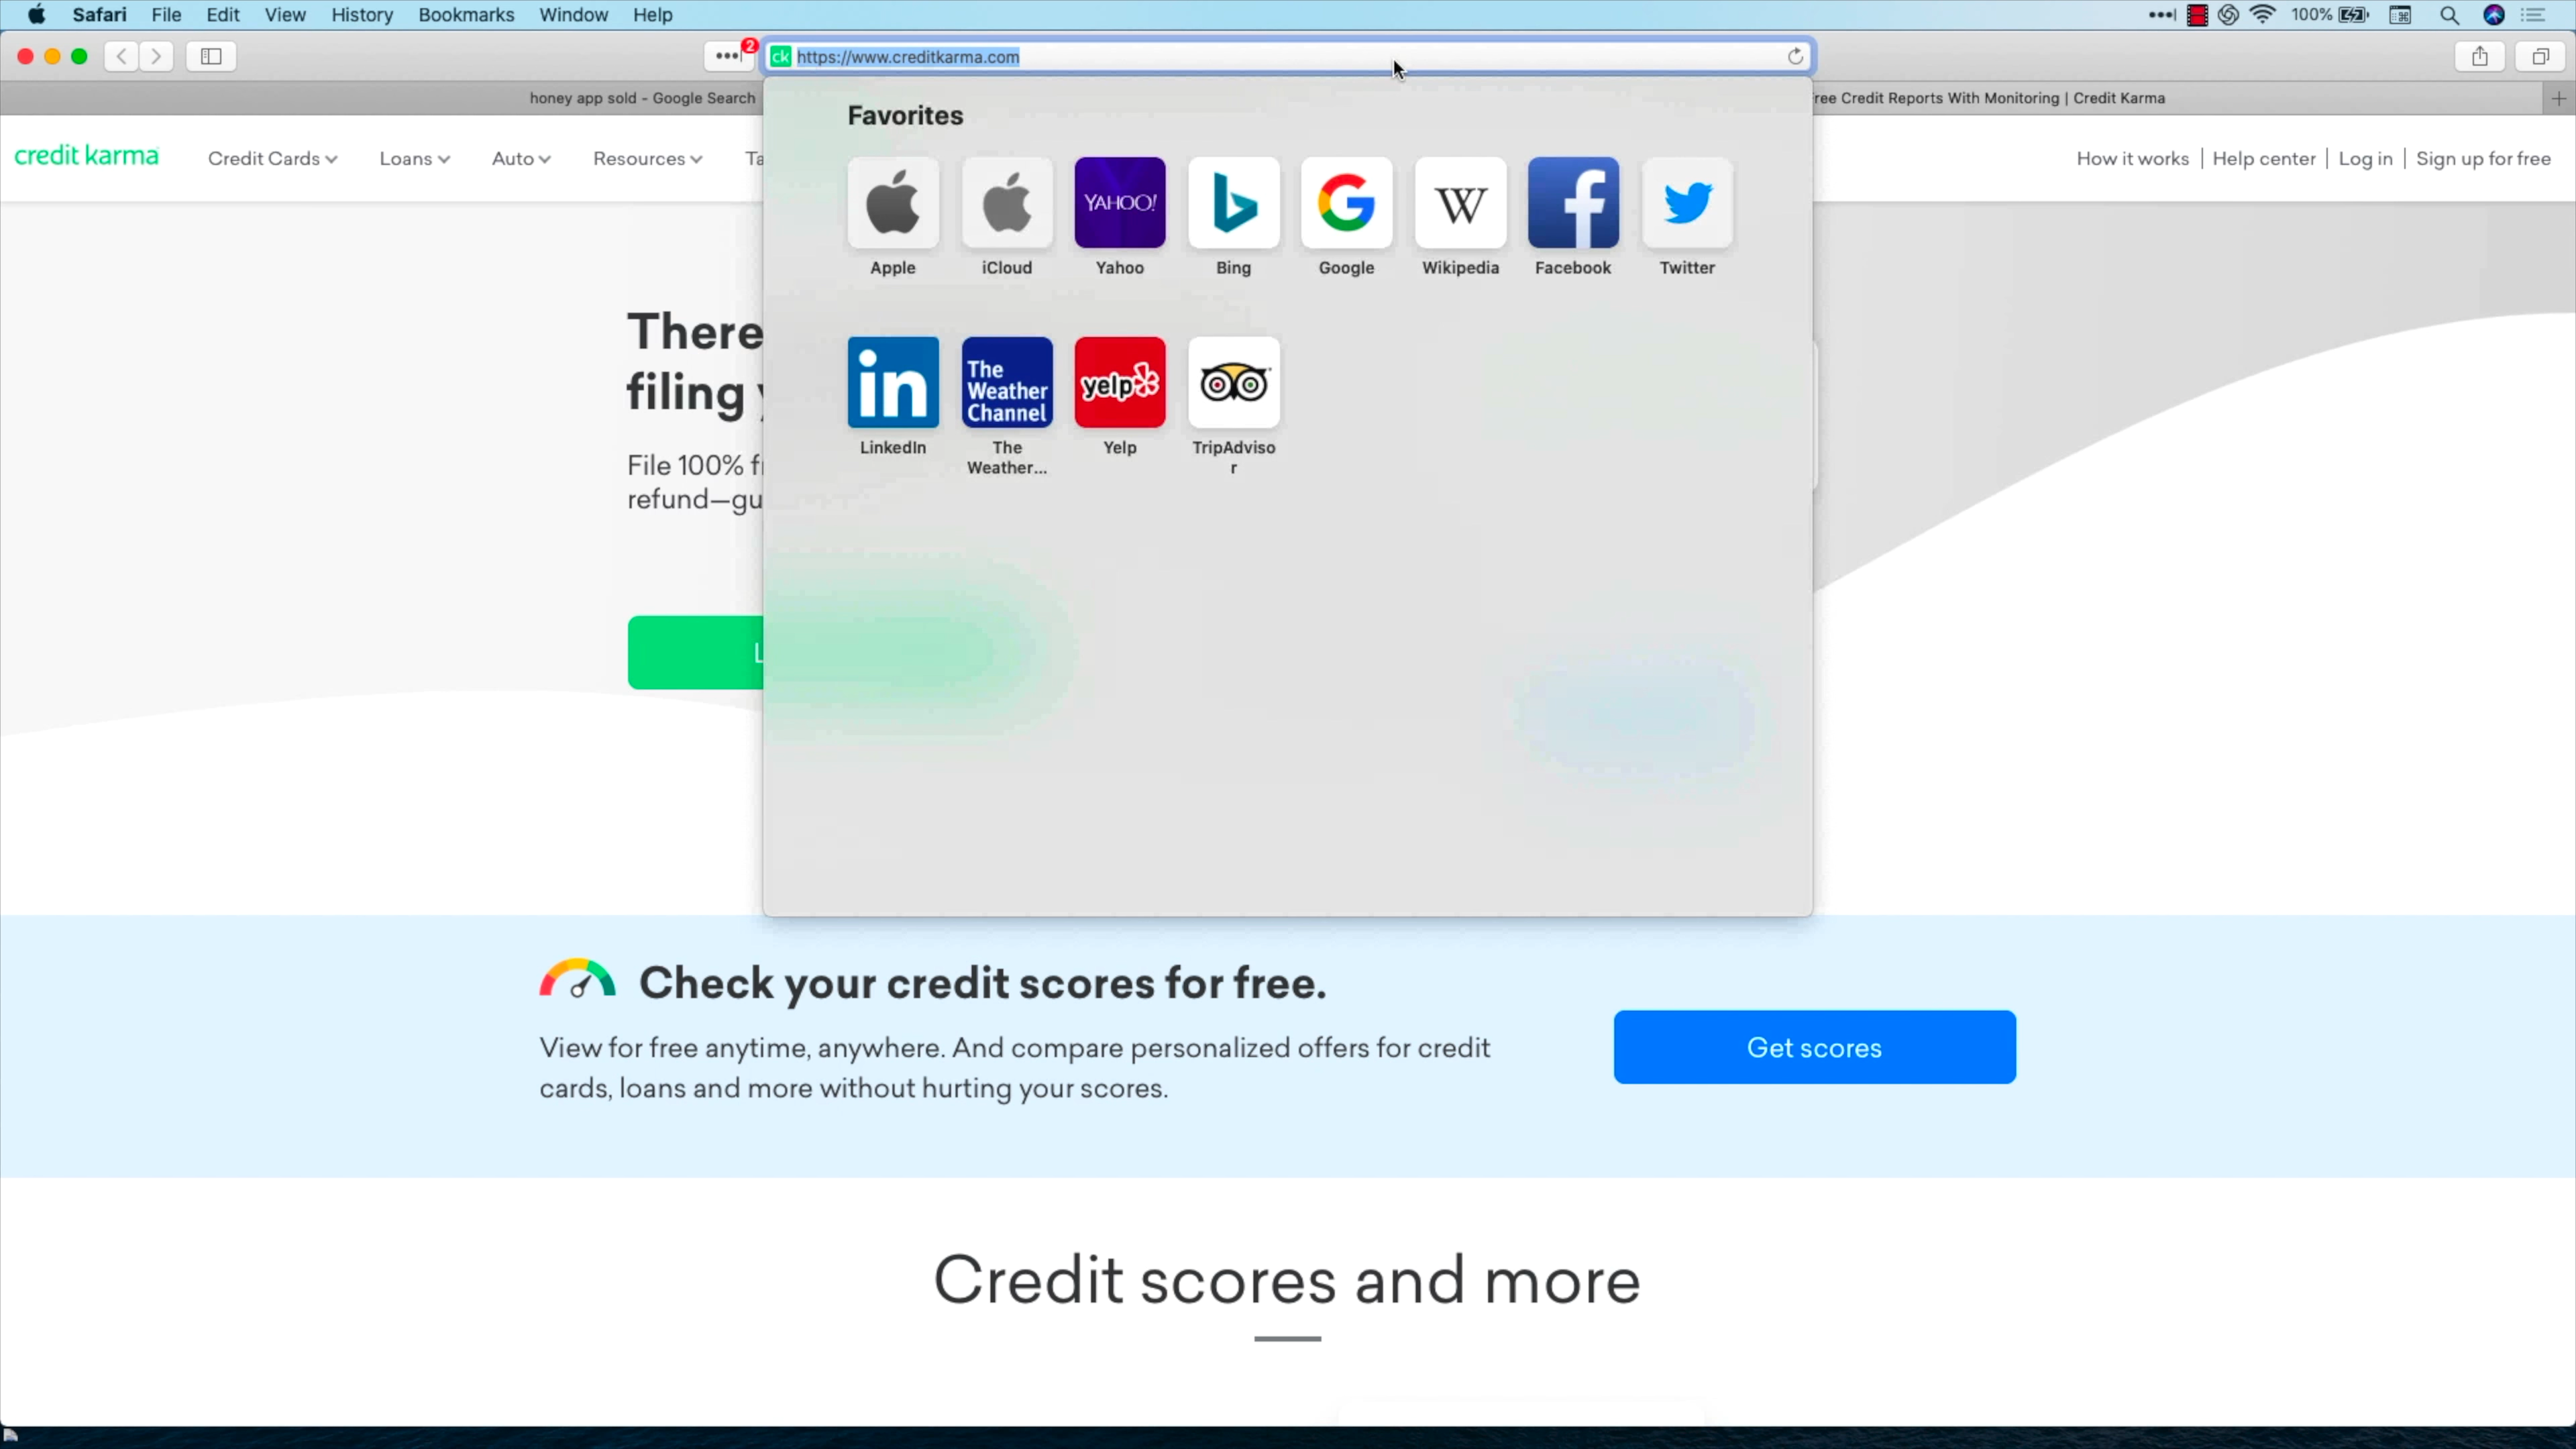 Safari File Edit View History Bookmarks Window Help
100%
2
ck https://www.creditkarma.com
honey app sold - Google Search
ree Credit Reports With Monitoring | Credit Karma
credit karma
Credit Cards Loans Auto Resources Ta
How it works | Help center | Log in | Sign up for free
Favorites
YAHOO!
W
Apple iCloud Yahoo Bing Google Wikipedia Facebook Twitter
in
The
Weather
Channel
yelp
LinkedIn
The
Weather...
Yelp
TripAdviso
r
There
filing y
File 100% fr
refund—gu
L
Check your credit scores for free.
View for free anytime, anywhere. And compare personalized offers for credit
cards, loans and more without hurting your scores.
Get scores
Credit scores and more